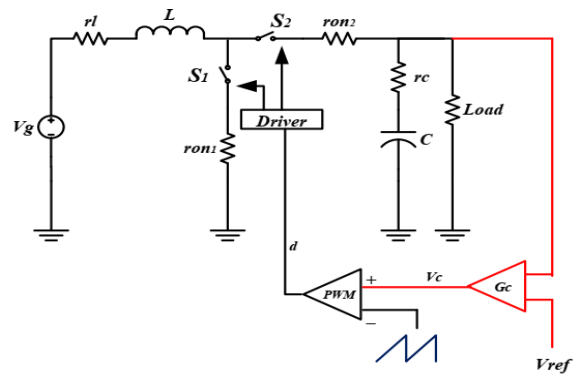 rl
L
S2
ron2
S1
rc
Load
Vg
+
−
Driver
C
ron1
d
+
PWM
−
Vc
Gc
Vref